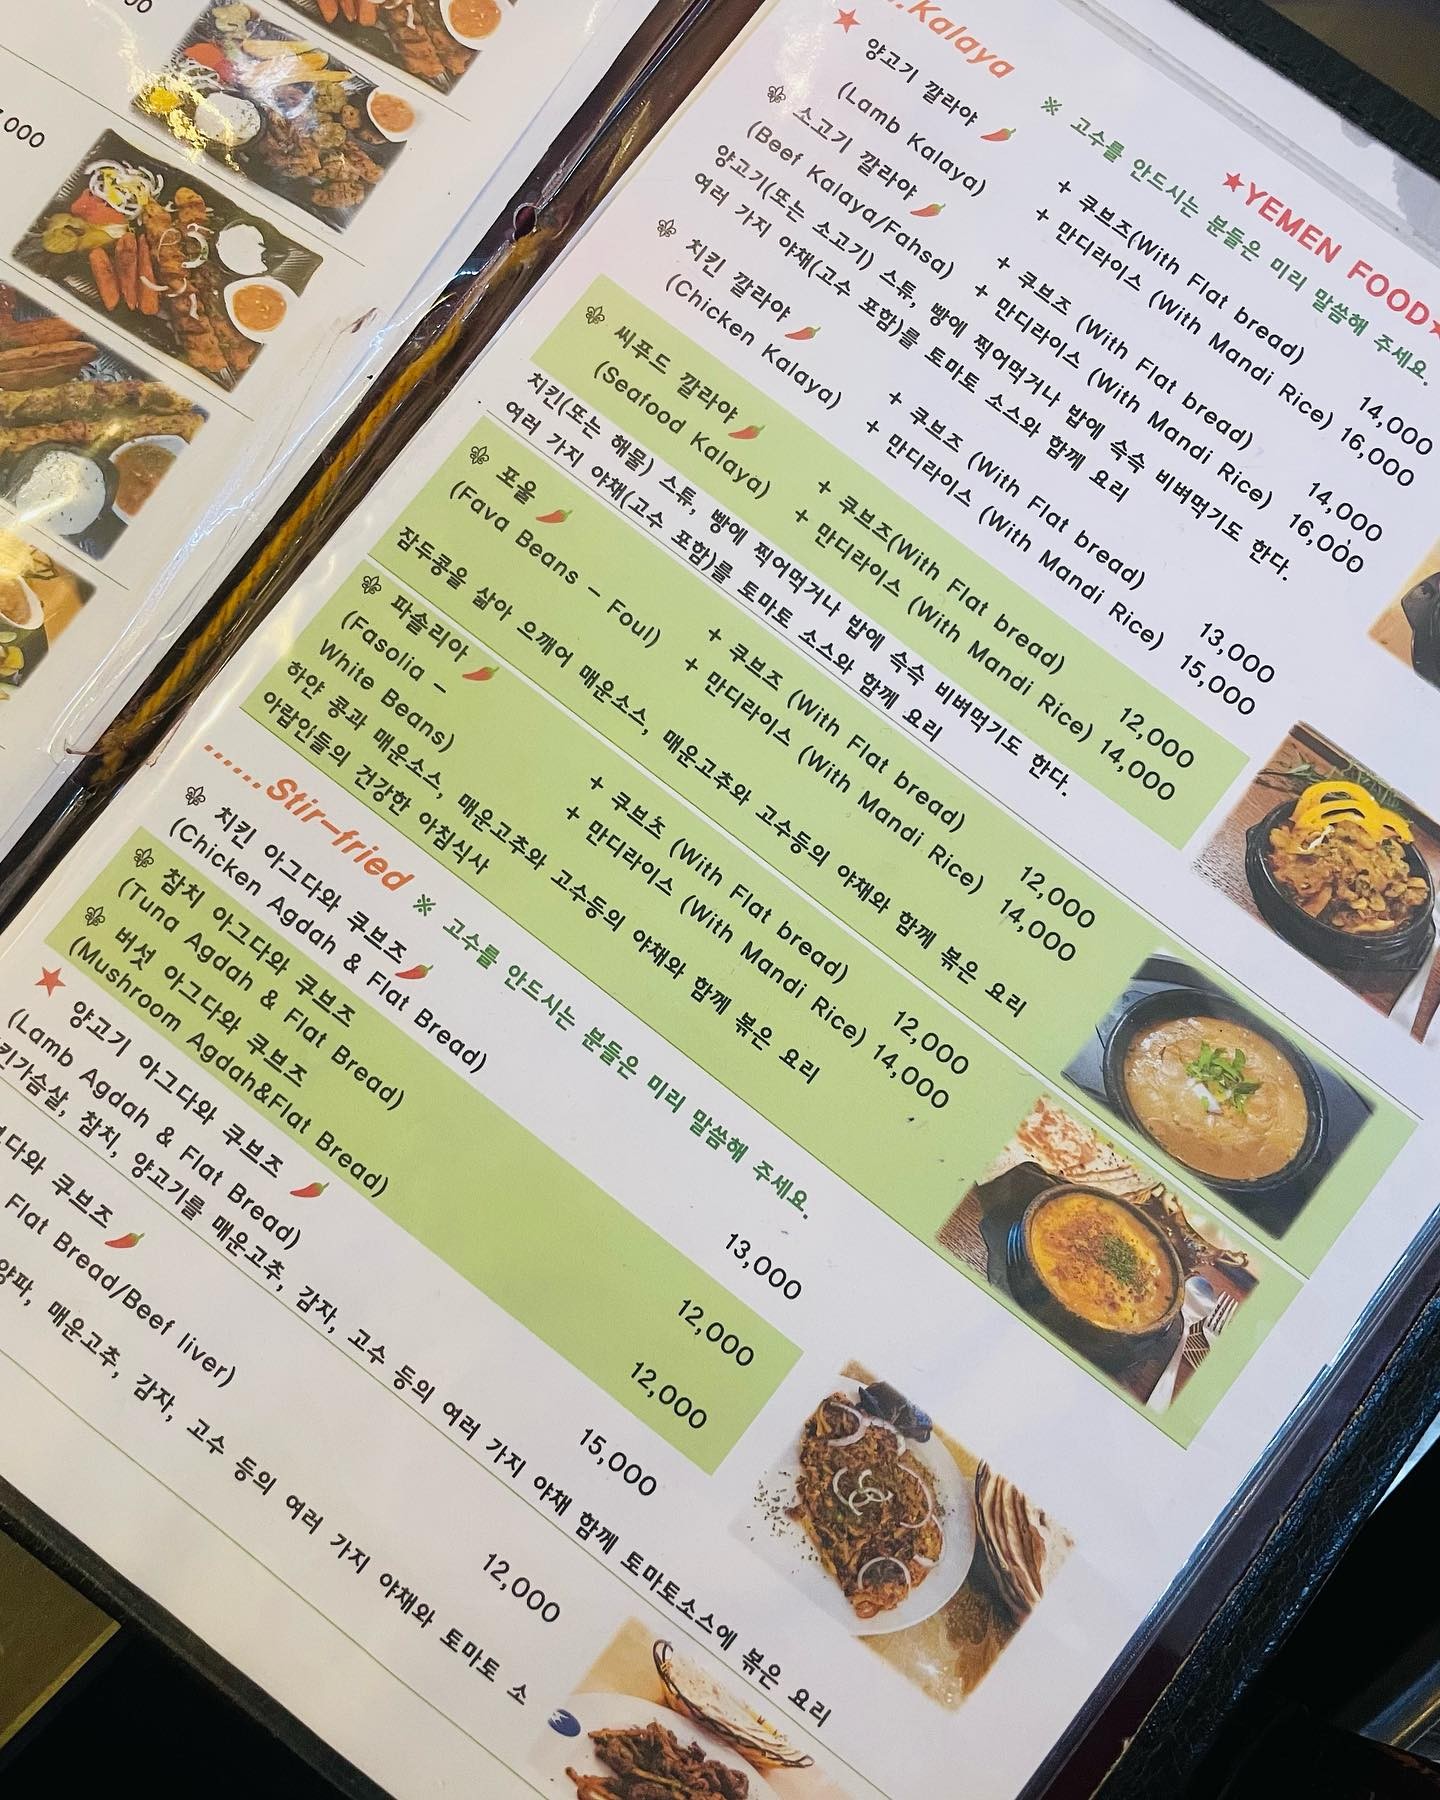 .000
★YEMEN FOOD★
..Kalaya ※ 고수를 안드시는 분들은 미리 말씀해 주세요.
★ 양고기 깔라야 + 쿠브즈(With Flat bread) 14,000
(Lamb Kalaya) + 만디라이스 (With Mandi Rice) 16,000
소고기 깔라야 + 쿠브즈 (With Flat bread) 14,000
(Beef Kalaya/Fahsa) + 만디라이스 (With Mandi Rice) 16,000
양고기(또는 소고기) 스튜, 빵에 찍어먹거나 밥에 슥슥 비벼먹기도 한다.
여러 가지 야채(고수 포함)를 토마토 소스와 함께 요리
치킨 깔라야 + 쿠브즈 (With Flat bread) 13,000
(Chicken Kalaya) + 만디라이스 (With Mandi Rice) 15,000
씨푸드 깔라야 + 쿠브즈(With Flat bread) 12,000
(Seafood Kalaya) + 만디라이스 (With Mandi Rice) 14,000
치킨(또는 해물) 스튜, 빵에 찍어먹거나 밥에 슥슥 비벼먹기도 한다.
여러 가지 야채(고수 포함)를 토마토 소스와 함께 요리
포울 + 쿠브즈 (With Flat bread) 12,000
(Fava Beans - Foul) + 만디라이스 (With Mandi Rice) 14,000
잠두콩을 삶아 으깨어 매운소스, 매운고추와 고수등의 야채와 함께 볶은 요리
파솔리아 + 쿠브즈 (With Flat bread) 12,000
(Fasolia - + 만디라이스 (With Mandi Rice) 14,000
White Beans)
하얀 콩과 매운소스, 매운고추와 고수등의 야채와 함께 볶은 요리
아랍인들의 건강한 아침식사
......Stir-fried ※ 고수를 안드시는 분들은 미리 말씀해 주세요.
치킨 아그다와 쿠브즈 13,000
(Chicken Agdah & Flat Bread)
참치 아그다와 쿠브즈 12,000
(Tuna Agdah & Flat Bread)
버섯 아그다와 쿠브즈 12,000
(Mushroom Agdah&Flat Bread)
★ 양고기 아그다와 쿠브즈 15,000
(Lamb Agdah & Flat Bread)
킨가슴살, 참치, 양고기를 매운고추, 감자, 고수 등의 여러 가지 야채 함께 토마토소스에 볶은 요리
다와 쿠브즈 12,000
Flat Bread/Beef liver)
양파, 매운고추, 감자, 고수 등의 여러 가지 야채와 토마토 소